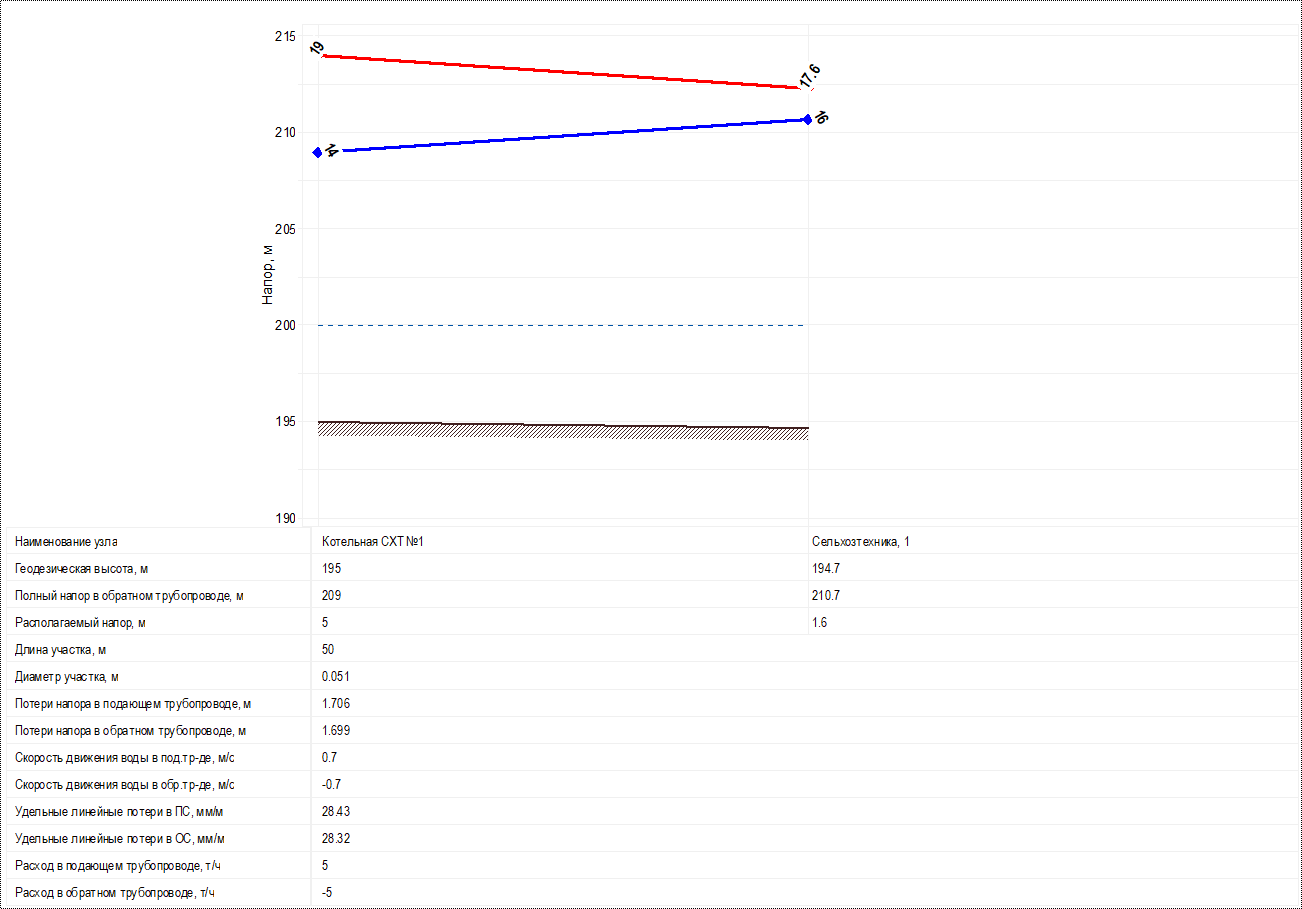 215
19
17.6
210
14
16
205
Напор, м
200
195
190
Наименование узла Котельная СХТ №1 Сельхозтехника, 1
Геодезическая высота, м 195 194.7
Полный напор в обратном трубопроводе, м 209 210.7
Располагаемый напор, м 5 1.6
Длина участка, м 50
Диаметр участка, м 0.051
Потери напора в подающем трубопроводе, м 1.706
Потери напора в обратном трубопроводе, м 1.699
Скорость движения воды в под.тр-де, м/с 0.7
Скорость движения воды в обр.тр-де, м/с -0.7
Удельные линейные потери в ПС, мм/м 28.43
Удельные линейные потери в ОС, мм/м 28.32
Расход в подающем трубопроводе, т/ч 5
Расход в обратном трубопроводе, т/ч -5